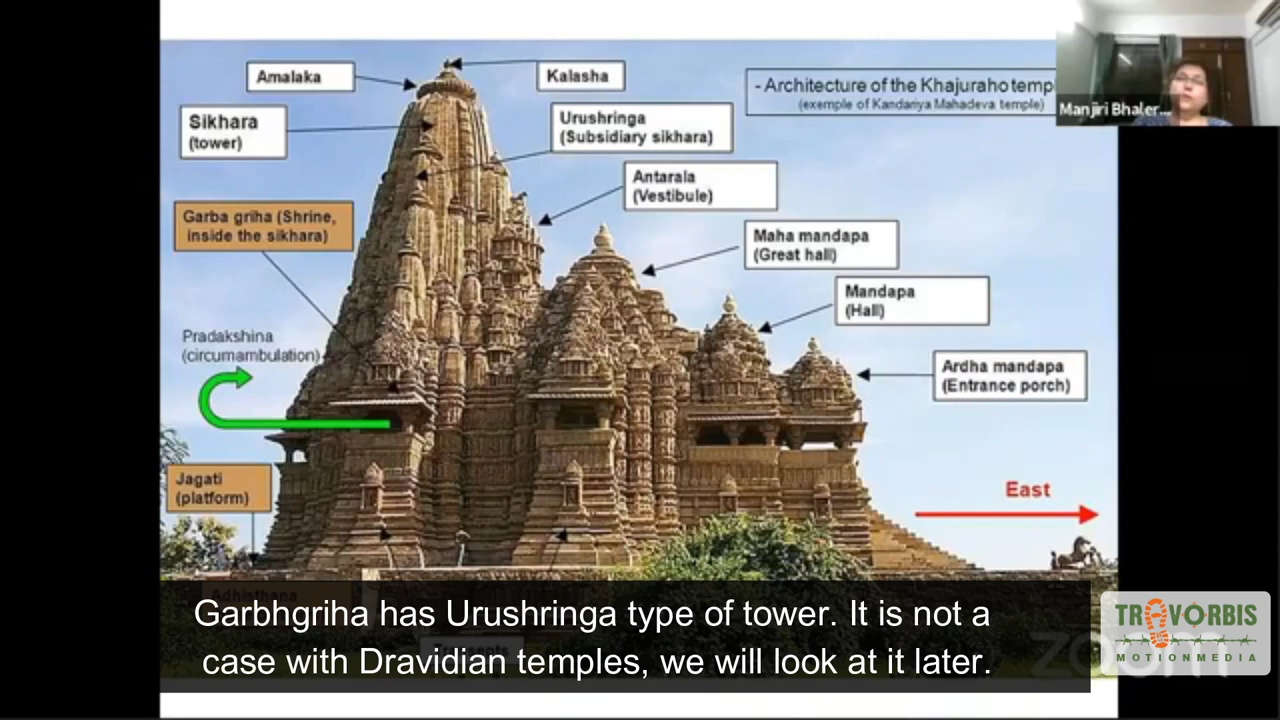 Amalaka
Kalasha
- Architecture of the Khajuraho temp
(exemple of Kandariya Mahadeva temple)
Manjiri Bhaler...
Sikhara
(tower)
Urushringa
(Subsidiary sikhara)
Antarala
(Vestibule)
Garba griha (Shrine,
inside the sikhara)
Maha mandapa
(Great hall)
Mandapa
(Hall)
Pradakshina
(circumambulation)
Ardha mandapa
(Entrance porch)
Jagati
(platform)
East
Adhisthana
Garbhgriha has Urushringa type of tower. It is not a
case with Dravidian temples, we will look at it later.
zoom
TRAVORBIS
MOTIONMEDIA